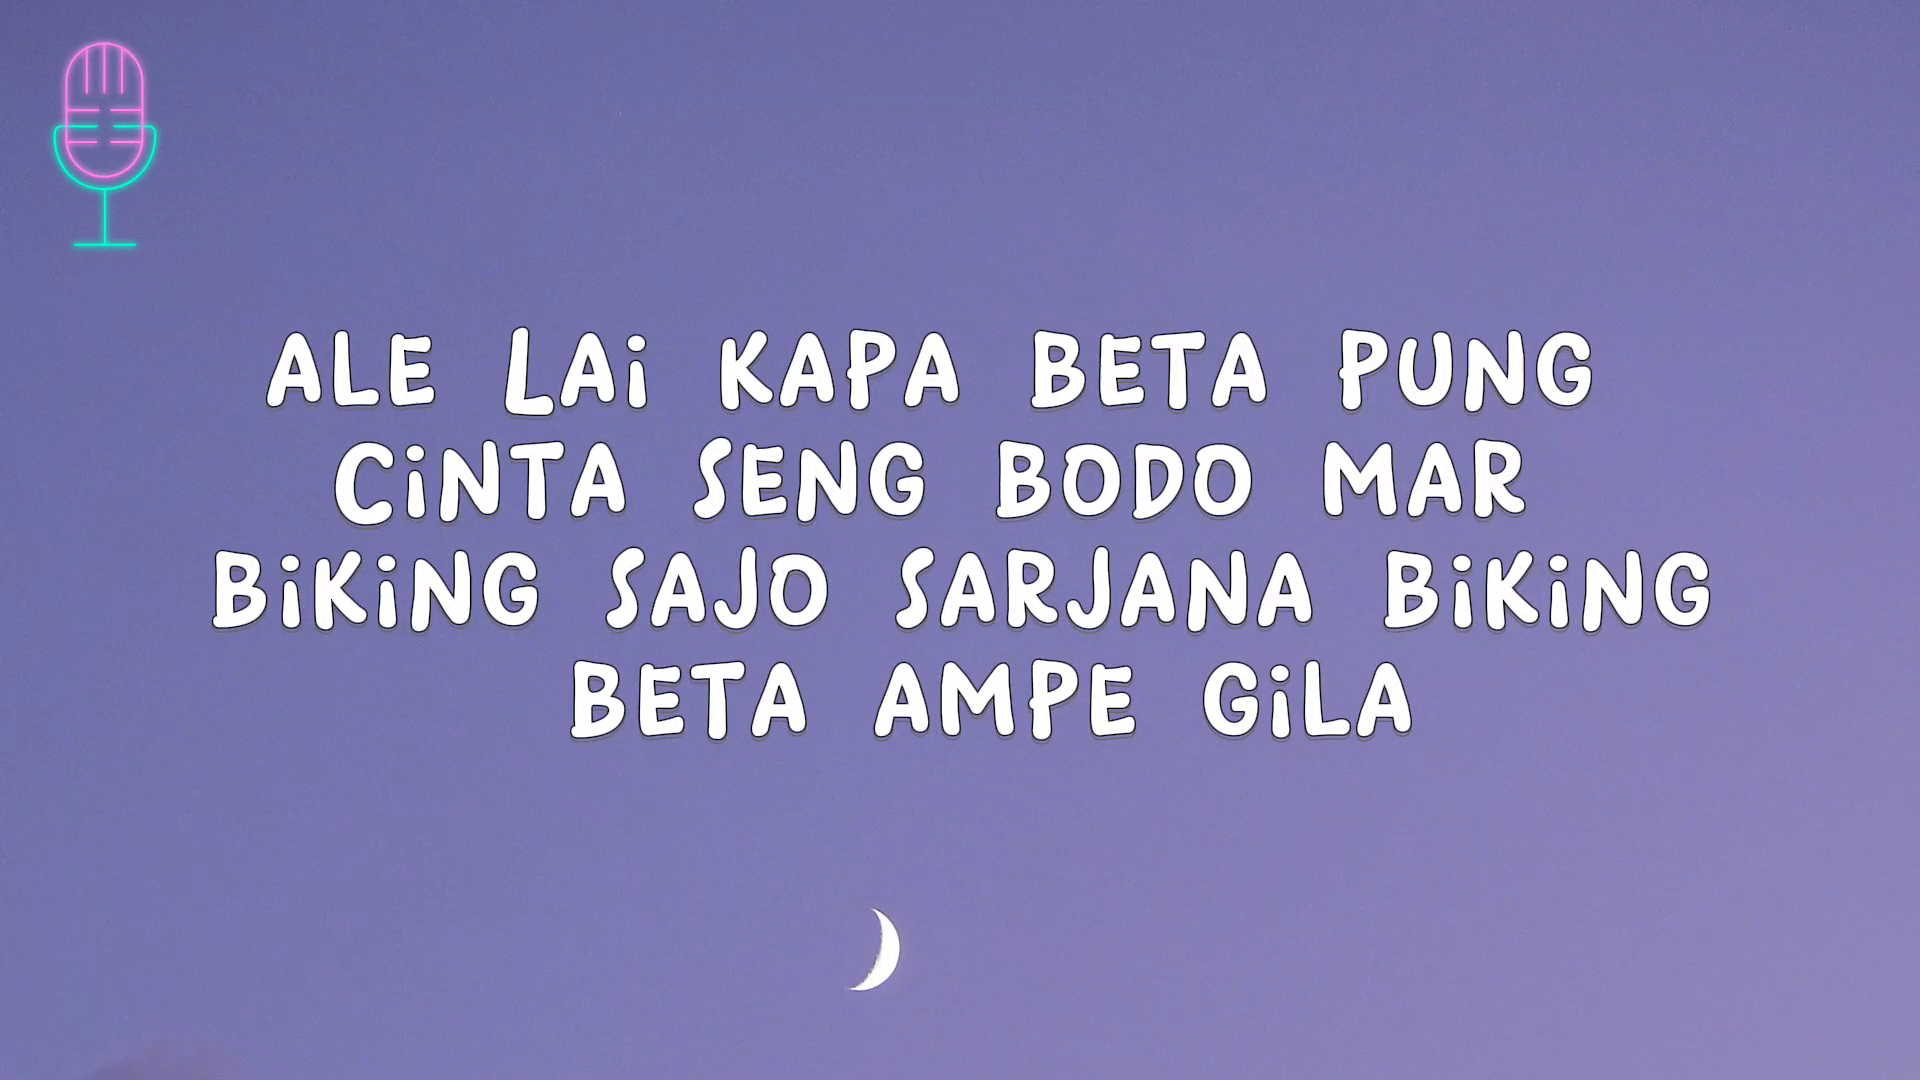 ALE LAi KAPA BETA PUNG
CiNTA SENG BODO MAR
BiKiNG SAJO SARJANA BiKiNG
BETA AMPE GiLA